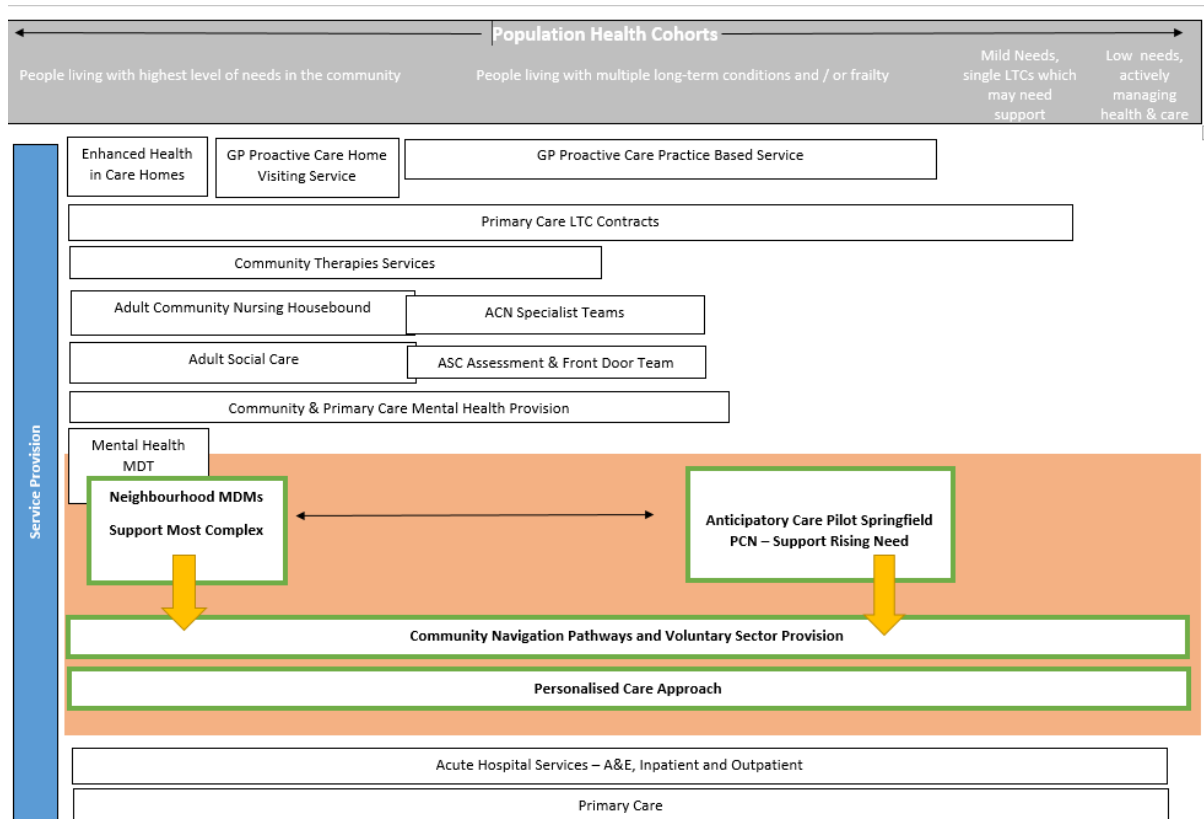 Population Health Cohorts
People living with highest level of needs in the community
People living with multiple long-term conditions and / or frailty
Mild Needs,
single LTCs which
may need
support
Low needs,
actively
managing
health & care
Service Provision
Enhanced Health
in Care Homes
GP Proactive Care Home
Visiting Service
GP Proactive Care Practice Based Service
Primary Care LTC Contracts
Community Therapies Services
Adult Community Nursing Housebound
ACN Specialist Teams
Adult Social Care
ASC Assessment & Front Door Team
Community & Primary Care Mental Health Provision
Mental Health
MDT
Neighbourhood MDMs
Support Most Complex
Anticipatory Care Pilot Springfield
PCN – Support Rising Need
Community Navigation Pathways and Voluntary Sector Provision
Personalised Care Approach
Acute Hospital Services – A&E, Inpatient and Outpatient
Primary Care